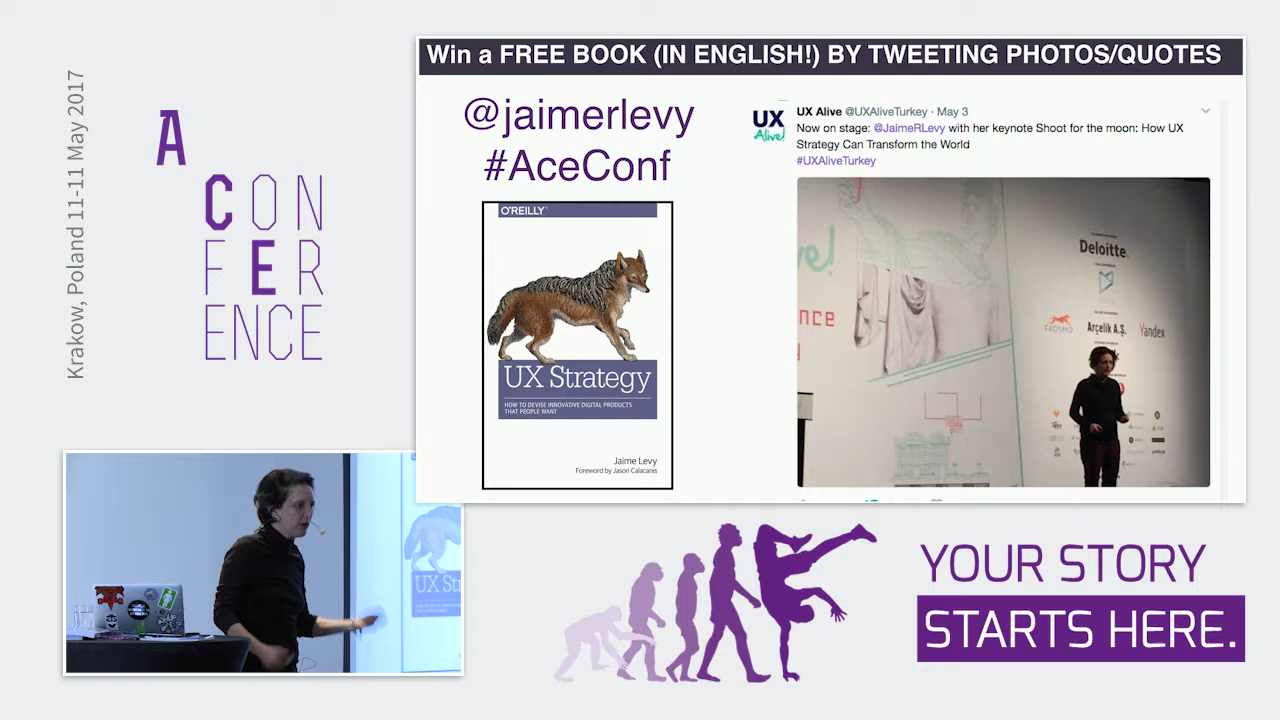 Krakow, Poland 11-11 May 2017
A
CON
FER
ENCE
Win a FREE BOOK (IN ENGLISH!) BY TWEETING PHOTOS/QUOTES
@jaimerlevy
#AceConf
O'REILLY
UX Strategy
HOW TO DEVISE INNOVATIVE DIGITAL PRODUCTS
THAT PEOPLE WANT
Jaime Levy
Foreword by Jason Calacanis
UX
Alive!
UX Alive @UXAliveTurkey · May 3
Now on stage: @JaimeRLevy with her keynote Shoot for the moon: How UX
Strategy Can Transform the World
#UXAliveTurkey
Deloitte.
FROSMO
Arçelik A.Ş.
Yandex
UX Strategy
YOUR STORY
STARTS HERE.